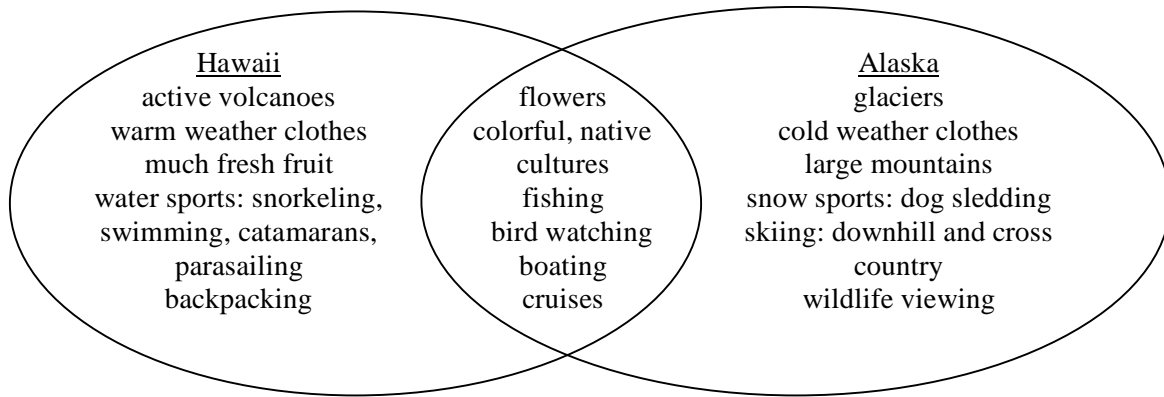 Hawaii
active volcanoes
warm weather clothes
much fresh fruit
water sports: snorkeling,
swimming, catamarans,
parasailing
backpacking
flowers
colorful, native
cultures
fishing
bird watching
boating
cruises
Alaska
glaciers
cold weather clothes
large mountains
snow sports: dog sledding
skiing: downhill and cross
country
wildlife viewing